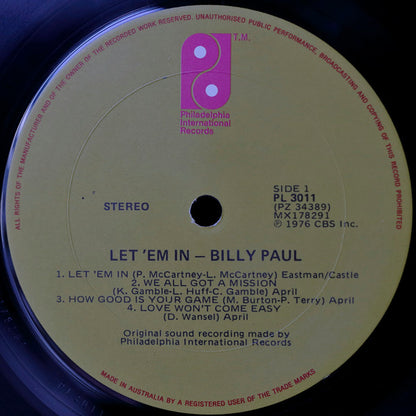 ALL RIGHTS OF THE MANUFACTURER AND OF THE OWNER OF THE RECORDED WORK RESERVED. UNAUTHORISED PUBLIC PERFORMANCE, BROADCASTING AND COPYING OF THIS RECORD PROHIBITED
T.M.
Philadelphia
International
Records
STEREO
SIDE 1
PL 3011
(PZ 34389)
MX178291
℗ 1976 CBS Inc.
LET 'EM IN – BILLY PAUL
1. LET 'EM IN (P. McCartney-L. McCartney) Eastman/Castle
2. WE ALL GOT A MISSION
(K. Gamble-L. Huff-C. Gamble) April
3. HOW GOOD IS YOUR GAME (M. Burton-P. Terry) April
4. LOVE WON'T COME EASY
(D. Wansel) April
Original sound recording made by
Philadelphia International Records
MADE IN AUSTRALIA BY A REGISTERED USER OF THE TRADE MARKS